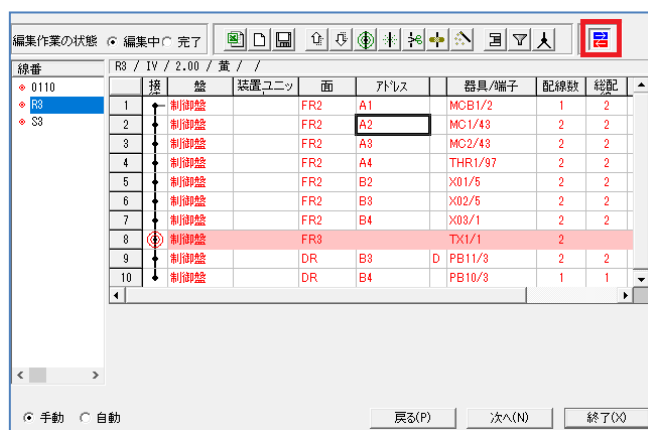 編集作業の状態 編集中 完了
線番 R3 / IV / 2.00 / 黄 / /
0110
R3
S3
接 盤 装置ユニッ 面 アドレス 器具/端子 配線数 総配
1 制御盤 FR2 A1 MCB1/2 1 2
2 制御盤 FR2 A2 MC1/43 2 2
3 制御盤 FR2 A3 MC2/43 2 2
4 制御盤 FR2 A4 THR1/97 2 2
5 制御盤 FR2 B2 X01/5 2 2
6 制御盤 FR2 B3 X02/5 2 2
7 制御盤 FR2 B4 X03/1 2 2
8 制御盤 FR3 TX1/1 2
9 制御盤 DR B3 D PB11/3 2 2
10 制御盤 DR B4 PB10/3 1 1
手動 自動 戻る(P) 次へ(N) 終了(X)